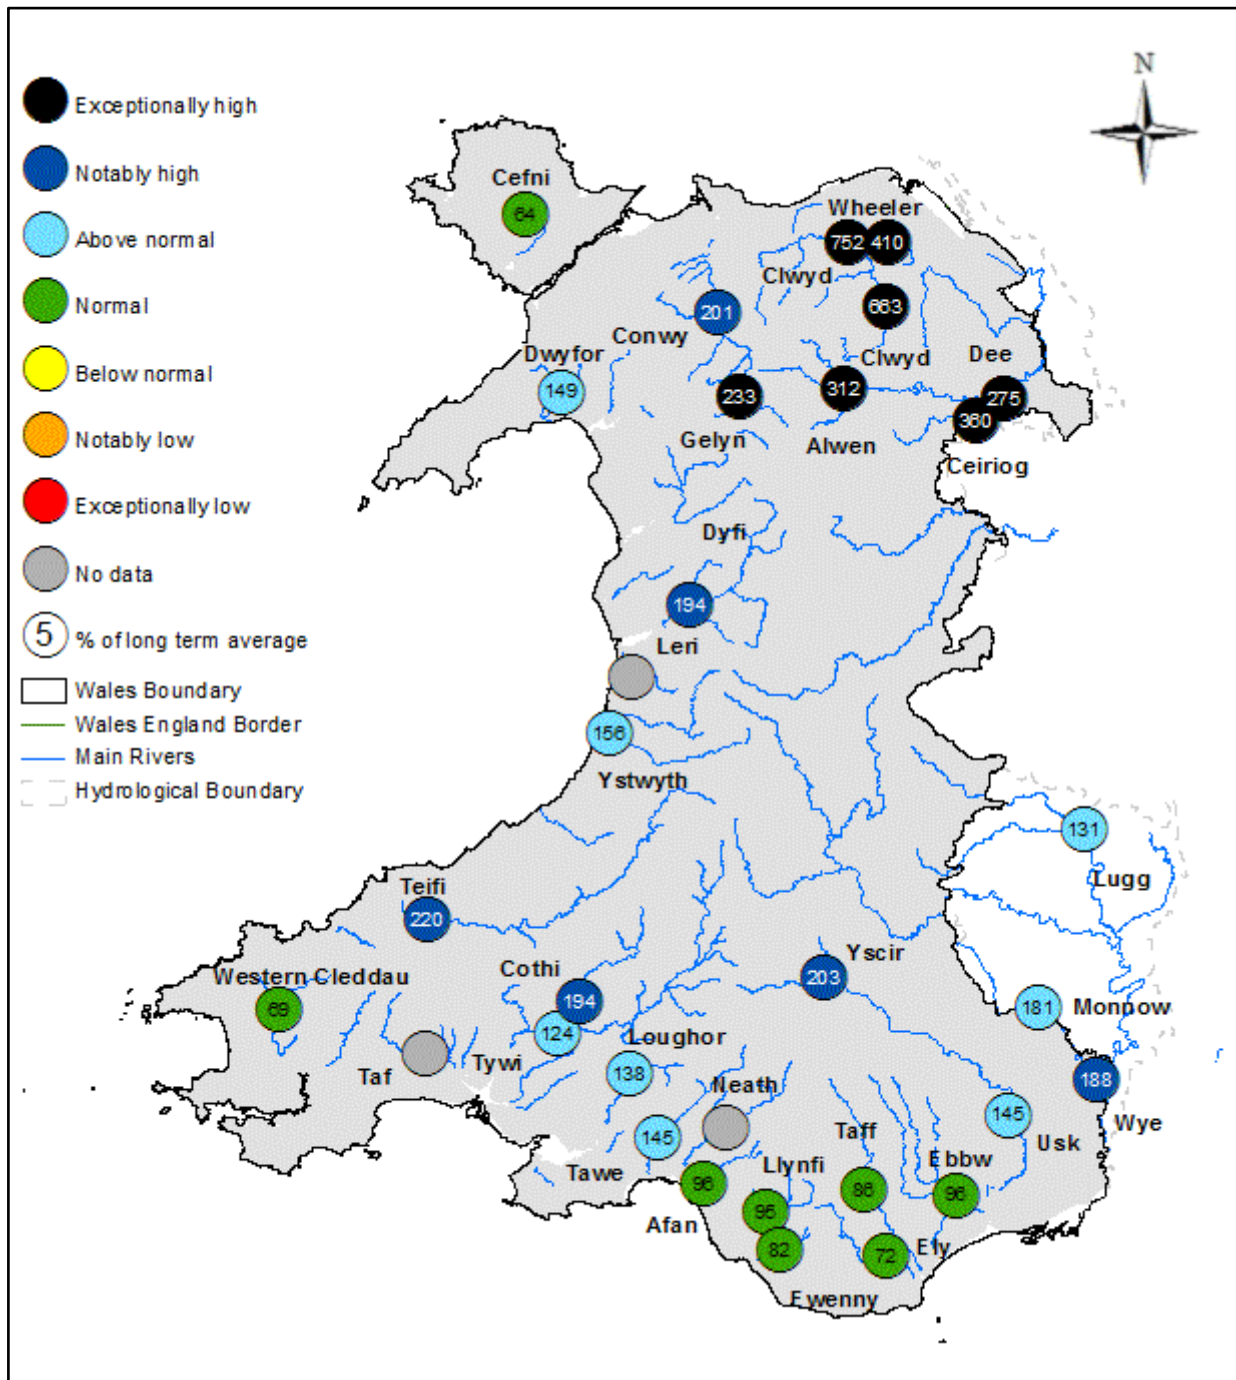 N
Exceptionally high
Notably high
Above normal
Normal
Below normal
Notably low
Exceptionally low
No data
5 % of long term average
Wales Boundary
Wales England Border
Main Rivers
Hydrological Boundary
Cefni
64
Wheeler
752 410
Clwyd
663
201
Conwy
Clwyd
Dee
Dwyfor
149
233
312
275
360
Gelyn
Alwen
Ceiriog
Dyfi
194
Leri
156
Ystwyth
131
Lugg
Teifi
220
Yscir
203
Western Cleddau
69
Cothi
194
124
Loughor
181
Monnow
Taf
Tywi
138
Neath
188
Wye
145
Usk
145
Tawe
Taff
Llynfi
Ebbw
96
Afan
95
86
96
82
72
Ely
Ewenny